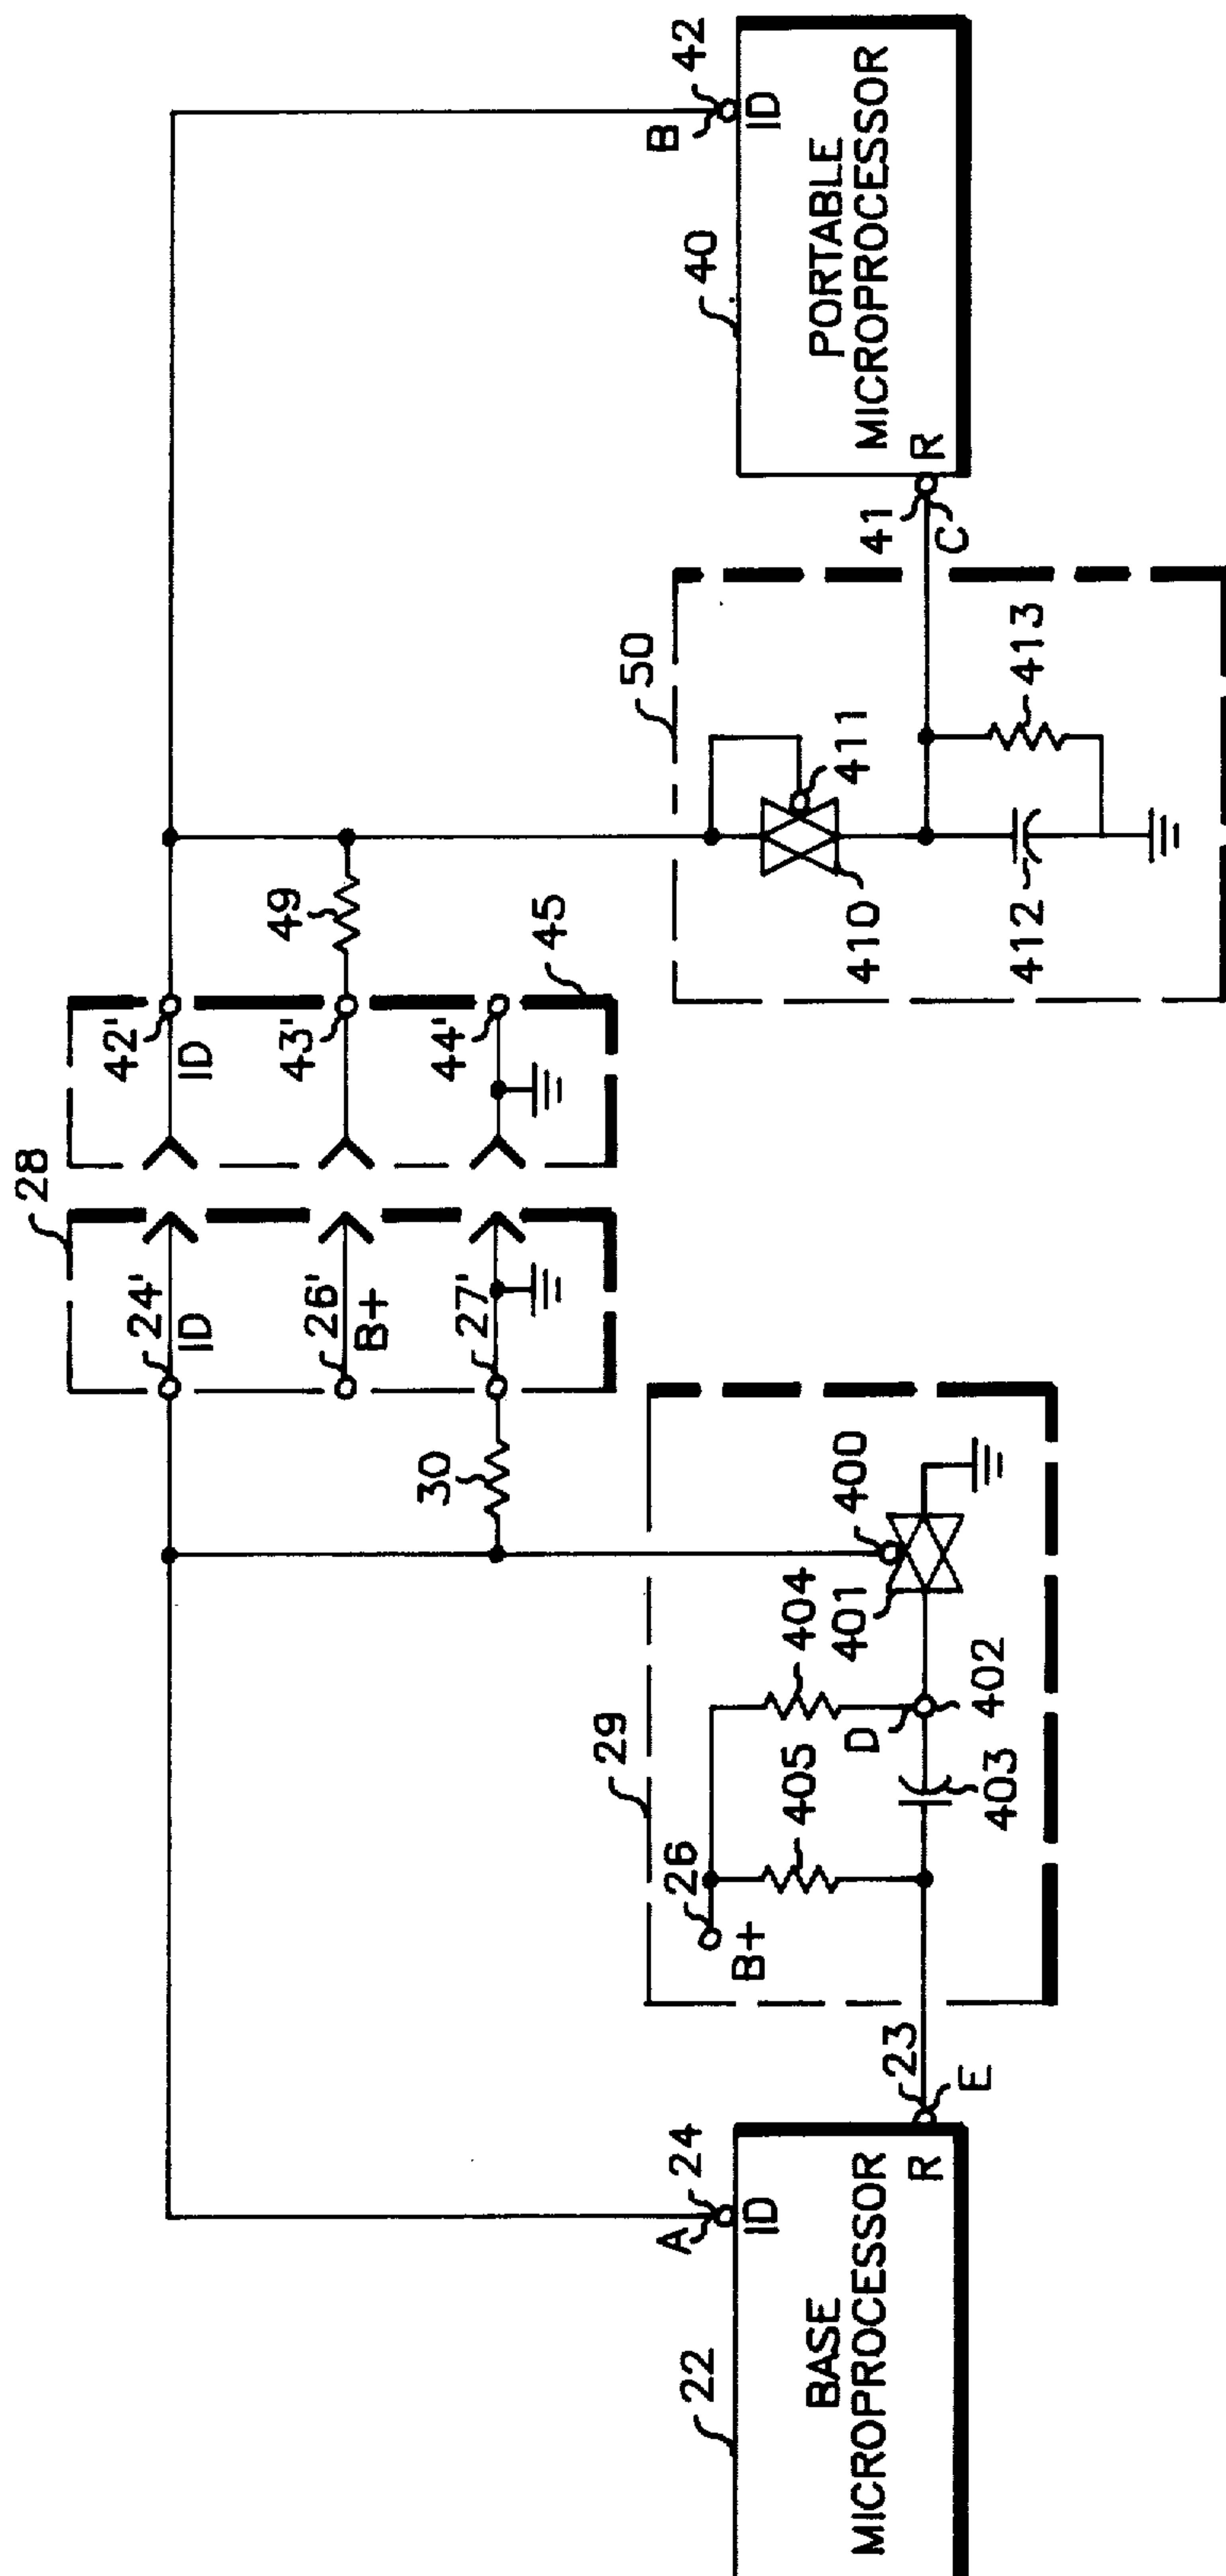 28
24'
ID
26'
B+
27'
42'
ID
43'
44'
45
49
30
22
A
24
ID
BASE
MICROPROCESSOR
R
23
E
29
26
B+
405
404
D
402
403
401
400
50
410
411
412
413
41
C
40
B
42
ID
PORTABLE
MICROPROCESSOR
R